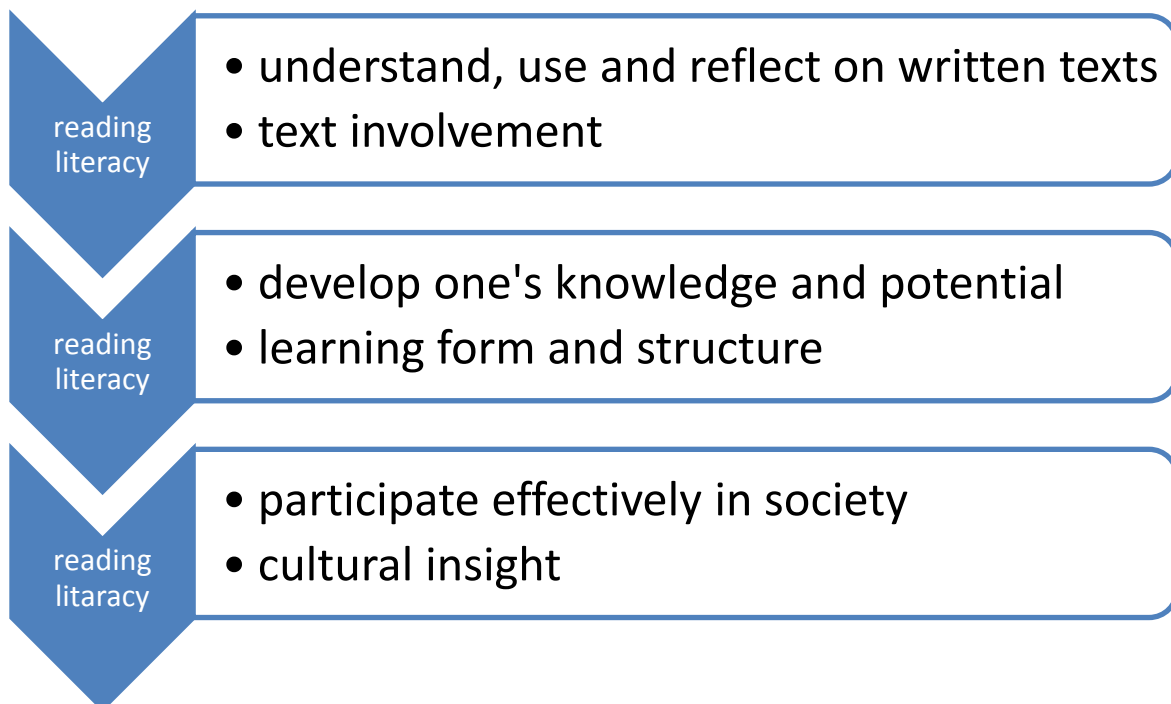 reading
literacy
• understand, use and reflect on written texts
• text involvement
reading
literacy
• develop one's knowledge and potential
• learning form and structure
reading
litaracy
• participate effectively in society
• cultural insight